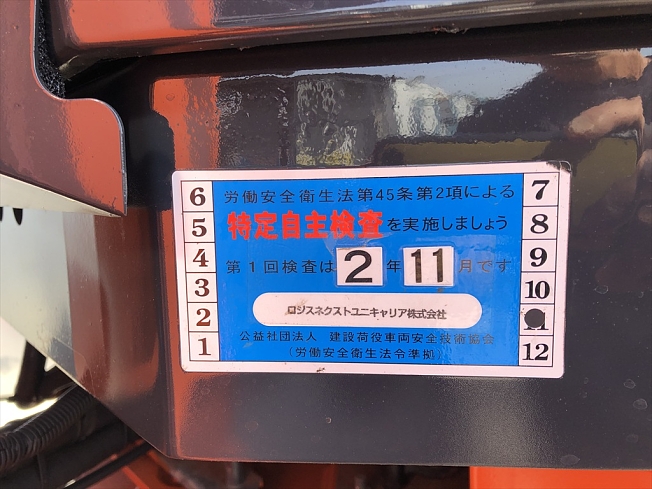 労働安全衛生法第45条第2項による
特定自主検査を実施しましょう
第1回検査は 2 年 11 月です
ロジスネクストユニキャリア株式会社
公益社団法人 建設荷役車両安全技術協会
(労働安全衛生法令準拠)
6
5
4
3
2
1
7
8
9
10
12